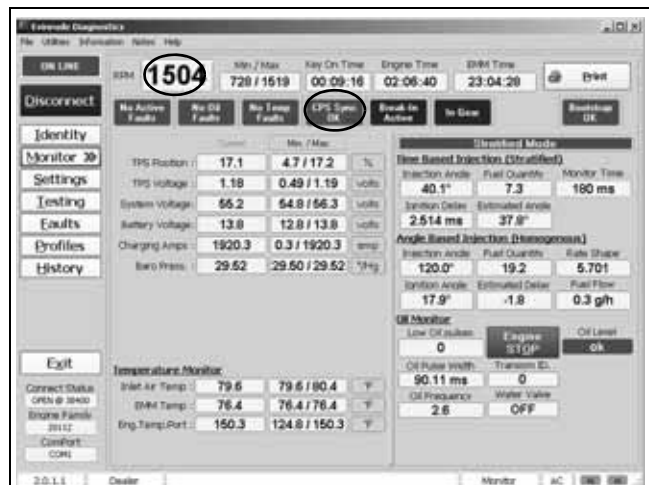 Evinrude Diagnostics
File Utilities Information Notes Help
ON LINE
RPM 1504
Min / Max Key On Time Engine Time EMM Time
728 / 1519 00:09:16 02:06:40 23:04:28 Print
Disconnect
No Active Faults No Oil Faults No Temp Faults CPS Sync OK Break-In Active In Gear Bootstrap OK
Identity
Monitor
Settings
Testing
Faults
Profiles
History
Exit
Connect Status
OPEN @ 38400
Engine Family
ComPort
COM1
Min. / Max
TPS Position : 17.1 4.7 / 17.2 %
TPS Voltage : 1.18 0.49 / 1.19 volts
System Voltage: 55.2 54.8 / 56.3 volts
Battery Voltage: 13.8 12.8 / 13.8 volts
Charging Amps : 1920.3 0.3 / 1920.3 amp
Baro Press. : 29.52 29.50 / 29.52 "/Hg
Temperature Monitor
Inlet Air Temp : 79.6 79.6 / 80.4 °F
EMM Temp : 76.4 76.4 / 76.4 °F
Eng.Temp.Port : 150.3 124.8 / 150.3 °F
Stratified Mode
Time Based Injection (Stratified)
Injection Angle Fuel Quantity Monitor Time
40.1° 7.3 180 ms
Ignition Delay Estimated Angle
2.514 ms 37.8°
Angle Based Injection (Homogenous)
Injection Angle Fuel Quantity Rate Shape
120.0° 19.2 5.701
Ignition Angle Estimated Delay Fuel Flow
17.9° -1.8 0.3 g/h
Oil Monitor
Low Oil pulses Engine STOP Oil Level
0 ok
Oil Pulse Width Transom ID.
90.11 ms 0
Oil Frequency Water Valve
2.6 OFF
2.0.1.1 Dealer Monitor AC